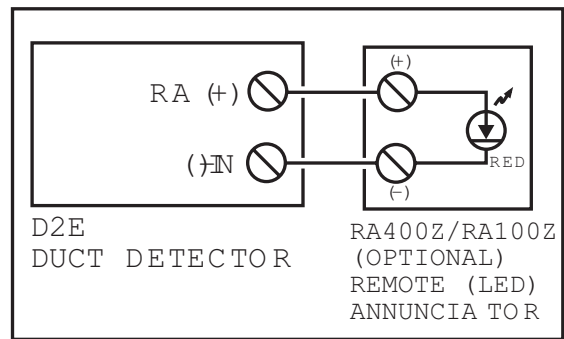 RA (+)
(-)IN
(+)
(-)
RED
D2E
DUCT DETECTOR
RA400Z/RA100Z
(OPTIONAL)
REMOTE (LED)
ANNUNCIATOR